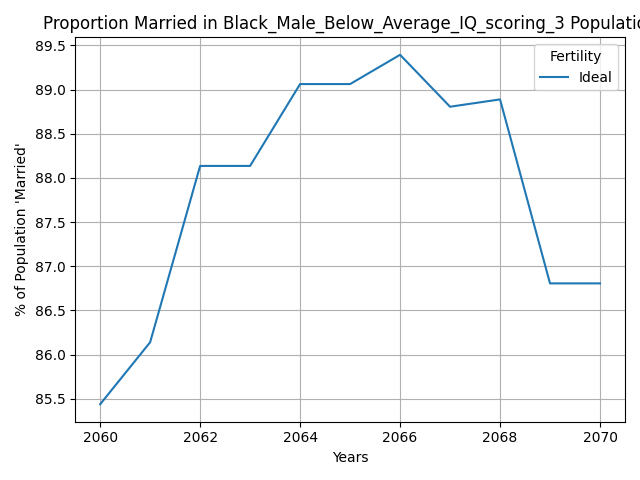 Proportion Married in Black_Male_Below_Average_IQ_scoring_3 Populatio
89.5
89.0
88.5
88.0
87.5
87.0
86.5
86.0
85.5
% of Population 'Married'
Fertility
Ideal
2060 2062 2064 2066 2068 2070
Years